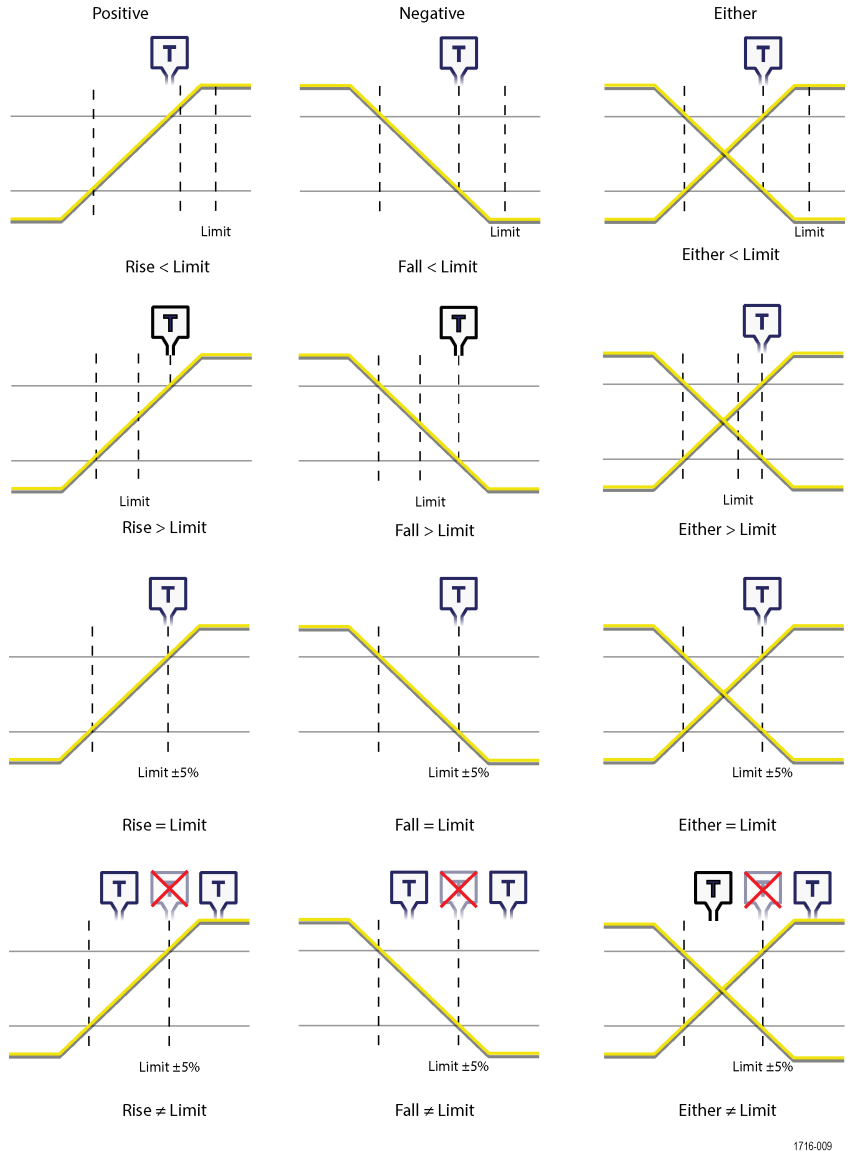 Positive Negative Either
T T T
Limit Limit Limit
Rise < Limit Fall < Limit Either < Limit
T T T
Limit Limit Limit
Rise > Limit Fall > Limit Either > Limit
T T T
Limit ±5% Limit ±5% Limit ±5%
Rise = Limit Fall = Limit Either = Limit
T T T T T T T T T
Limit ±5% Limit ±5% Limit ±5%
Rise ≠ Limit Fall ≠ Limit Either ≠ Limit
1716-009